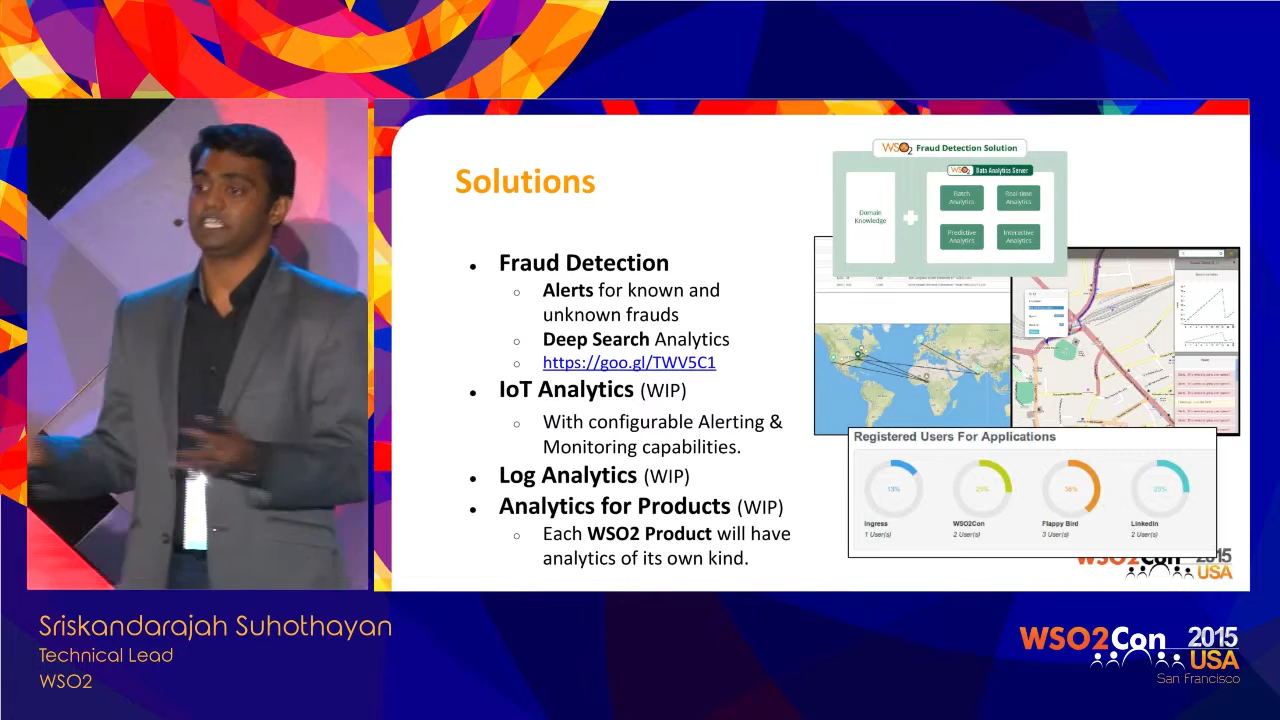 Solutions
• Fraud Detection
○ Alerts for known and
unknown frauds
○ Deep Search Analytics
○ https://goo.gl/TWV5C1
• IoT Analytics (WIP)
○ With configurable Alerting &
Monitoring capabilities.
• Log Analytics (WIP)
• Analytics for Products (WIP)
○ Each WSO2 Product will have
analytics of its own kind.
WSO2 Fraud Detection Solution
WSO2 Data Analytics Server
Domain
Knowledge
Batch
Analytics
Real-time
Analytics
Predictive
Analytics
Interactive
Analytics
Registered Users For Applications
13%
25%
38%
25%
Ingress
1 User(s)
WSO2Con
2 User(s)
Flappy Bird
3 User(s)
LinkedIn
2 User(s)
WSO2Con 2015
USA
Sriskandarajah Suhothayan
Technical Lead
WSO2
WSO2Con 2015
USA
San Francisco